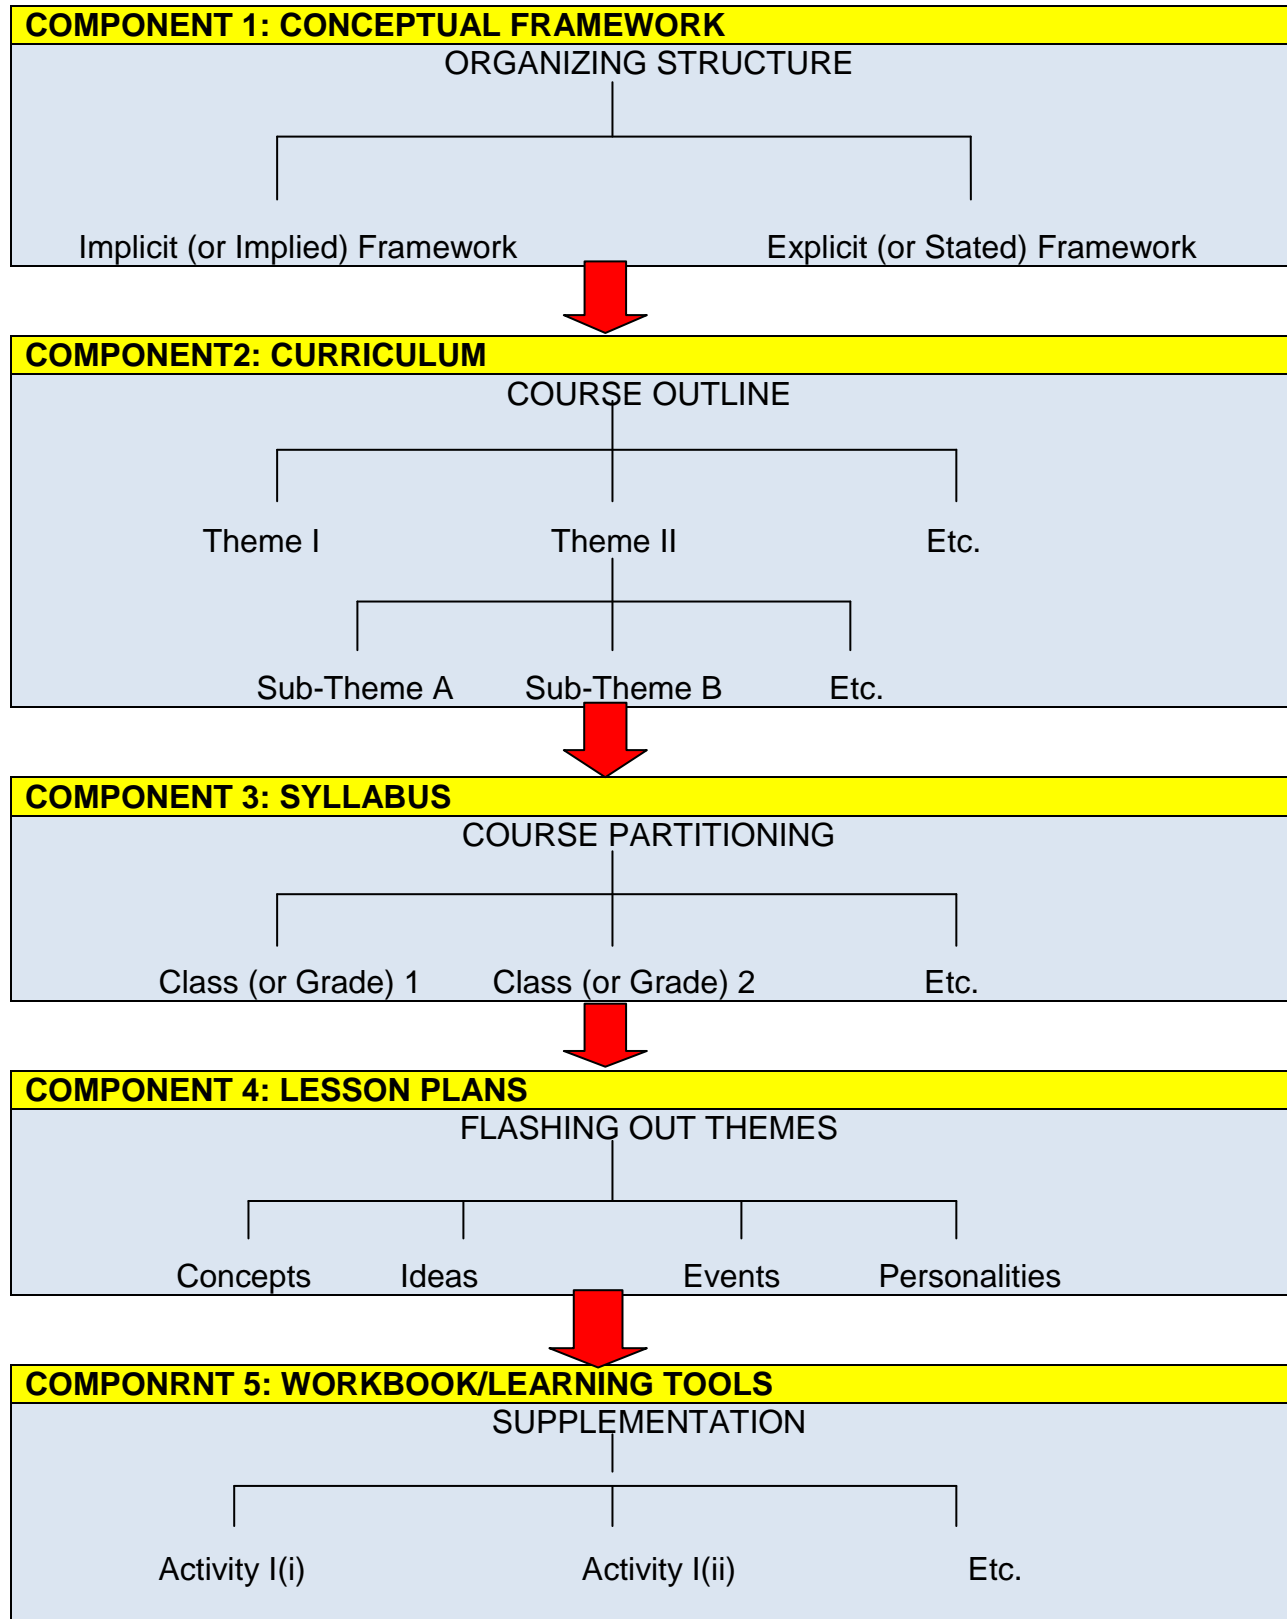 COMPONENT 1: CONCEPTUAL FRAMEWORK
ORGANIZING STRUCTURE
Implicit (or Implied) Framework Explicit (or Stated) Framework
COMPONENT2: CURRICULUM
COURSE OUTLINE
Theme I Theme II Etc.
Sub-Theme A Sub-Theme B Etc.
COMPONENT 3: SYLLABUS
COURSE PARTITIONING
Class (or Grade) 1 Class (or Grade) 2 Etc.
COMPONENT 4: LESSON PLANS
FLASHING OUT THEMES
Concepts Ideas Events Personalities
COMPONRNT 5: WORKBOOK/LEARNING TOOLS
SUPPLEMENTATION
Activity I(i) Activity I(ii) Etc.